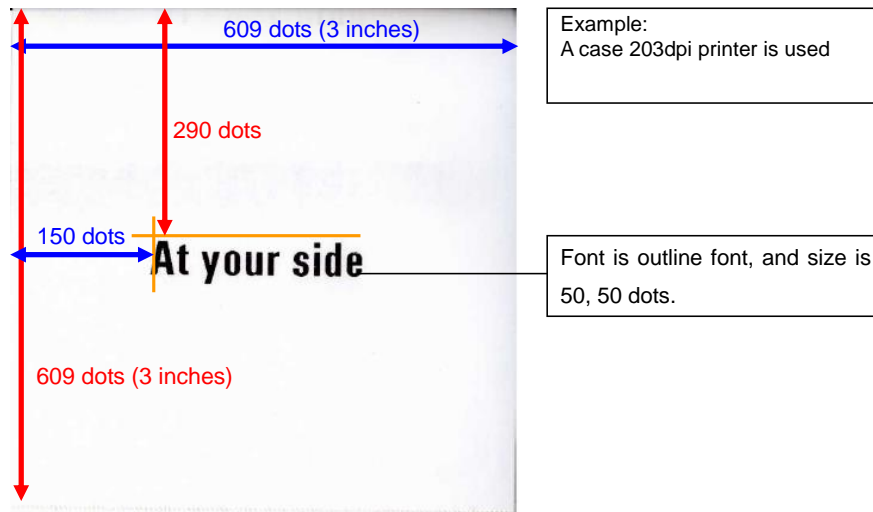 609 dots (3 inches)
Example:
A case 203dpi printer is used
290 dots
150 dots
At your side
Font is outline font, and size is
50, 50 dots.
609 dots (3 inches)